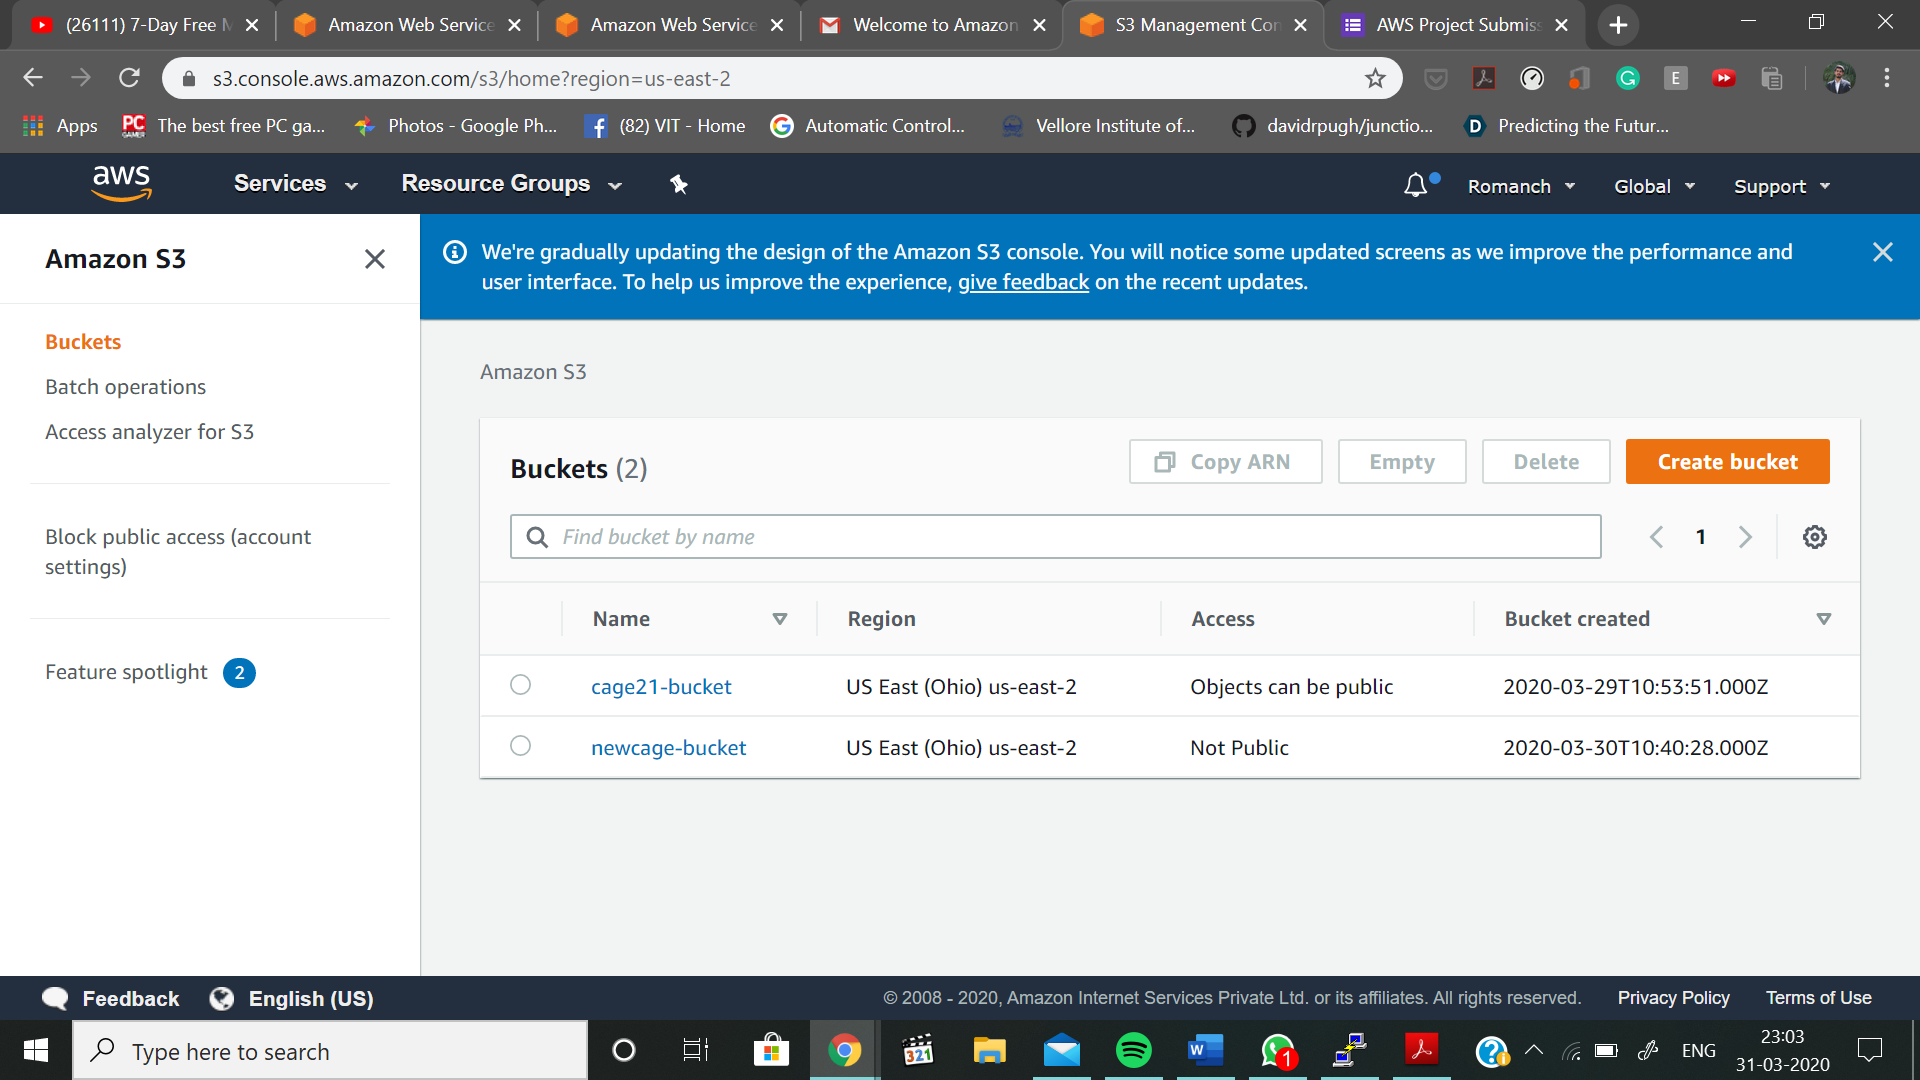 (26111) 7-Day Free M
Amazon Web Service
Amazon Web Service
Welcome to Amazon
S3 Management Con
AWS Project Submiss
s3.console.aws.amazon.com/s3/home?region=us-east-2
Apps
PC GAMER
The best free PC ga...
Photos - Google Ph...
(82) VIT - Home
Automatic Control...
Vellore Institute of...
davidrpugh/junctio...
Predicting the Futur...
aws
Services
Resource Groups
Romanch
Global
Support
Amazon S3
We're gradually updating the design of the Amazon S3 console. You will notice some updated screens as we improve the performance and
user interface. To help us improve the experience, give feedback on the recent updates.
Buckets
Batch operations
Access analyzer for S3
Block public access (account
settings)
Feature spotlight 2
Amazon S3
Buckets (2)
Copy ARN
Empty
Delete
Create bucket
Find bucket by name
1
Name Region Access Bucket created
cage21-bucket US East (Ohio) us-east-2 Objects can be public 2020-03-29T10:53:51.000Z
newcage-bucket US East (Ohio) us-east-2 Not Public 2020-03-30T10:40:28.000Z
Feedback
English (US)
© 2008 - 2020, Amazon Internet Services Private Ltd. or its affiliates. All rights reserved.
Privacy Policy
Terms of Use
Type here to search
321
W
1
ENG
23:03
31-03-2020